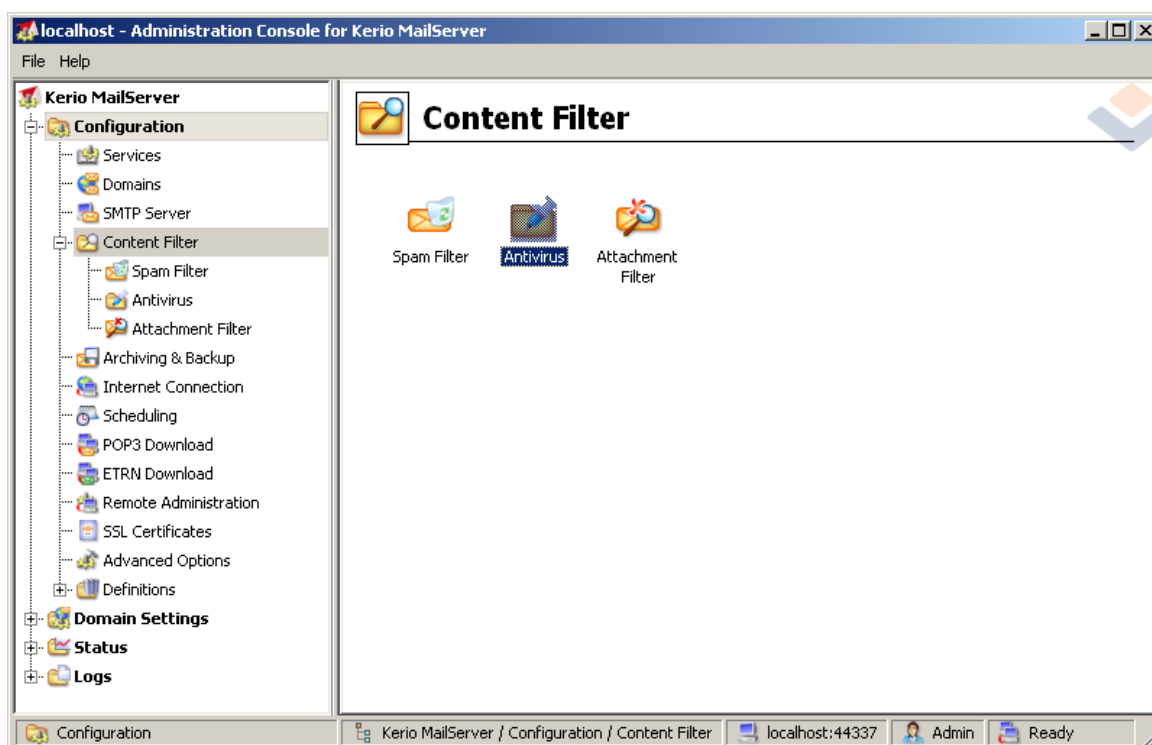 localhost - Administration Console for Kerio MailServer
File Help
Kerio MailServer
Configuration
Services
Domains
SMTP Server
Content Filter
Spam Filter
Antivirus
Attachment Filter
Archiving & Backup
Internet Connection
Scheduling
POP3 Download
ETRN Download
Remote Administration
SSL Certificates
Advanced Options
Definitions
Domain Settings
Status
Logs
Content Filter
Spam Filter
Antivirus
Attachment
Filter
Configuration
Kerio MailServer / Configuration / Content Filter
localhost:44337
Admin
Ready